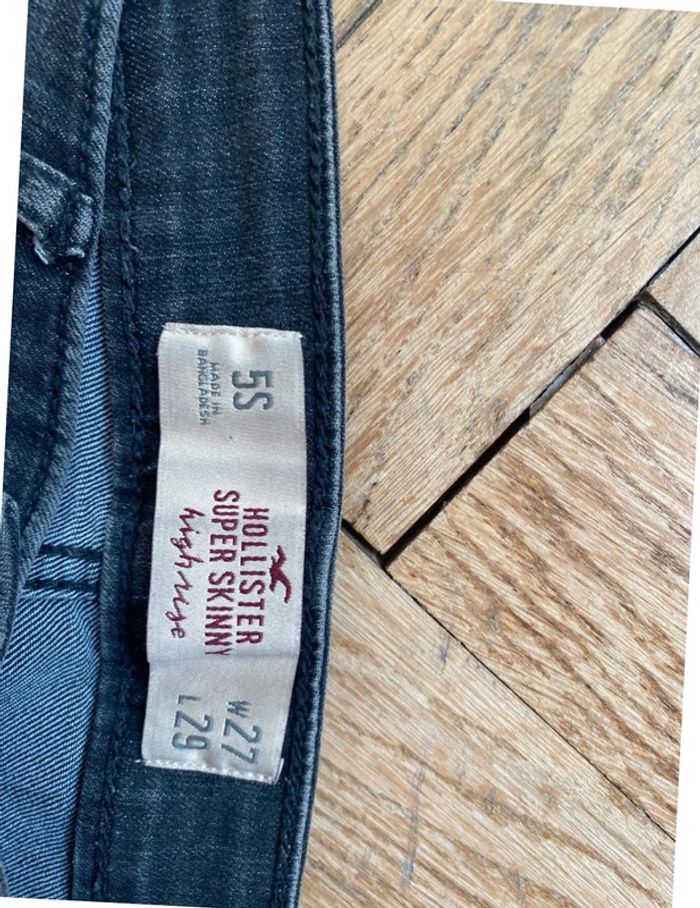 5S
MADE IN
BANGLADESH
HOLLISTER
SUPER SKINNY
high rise
W27
L29